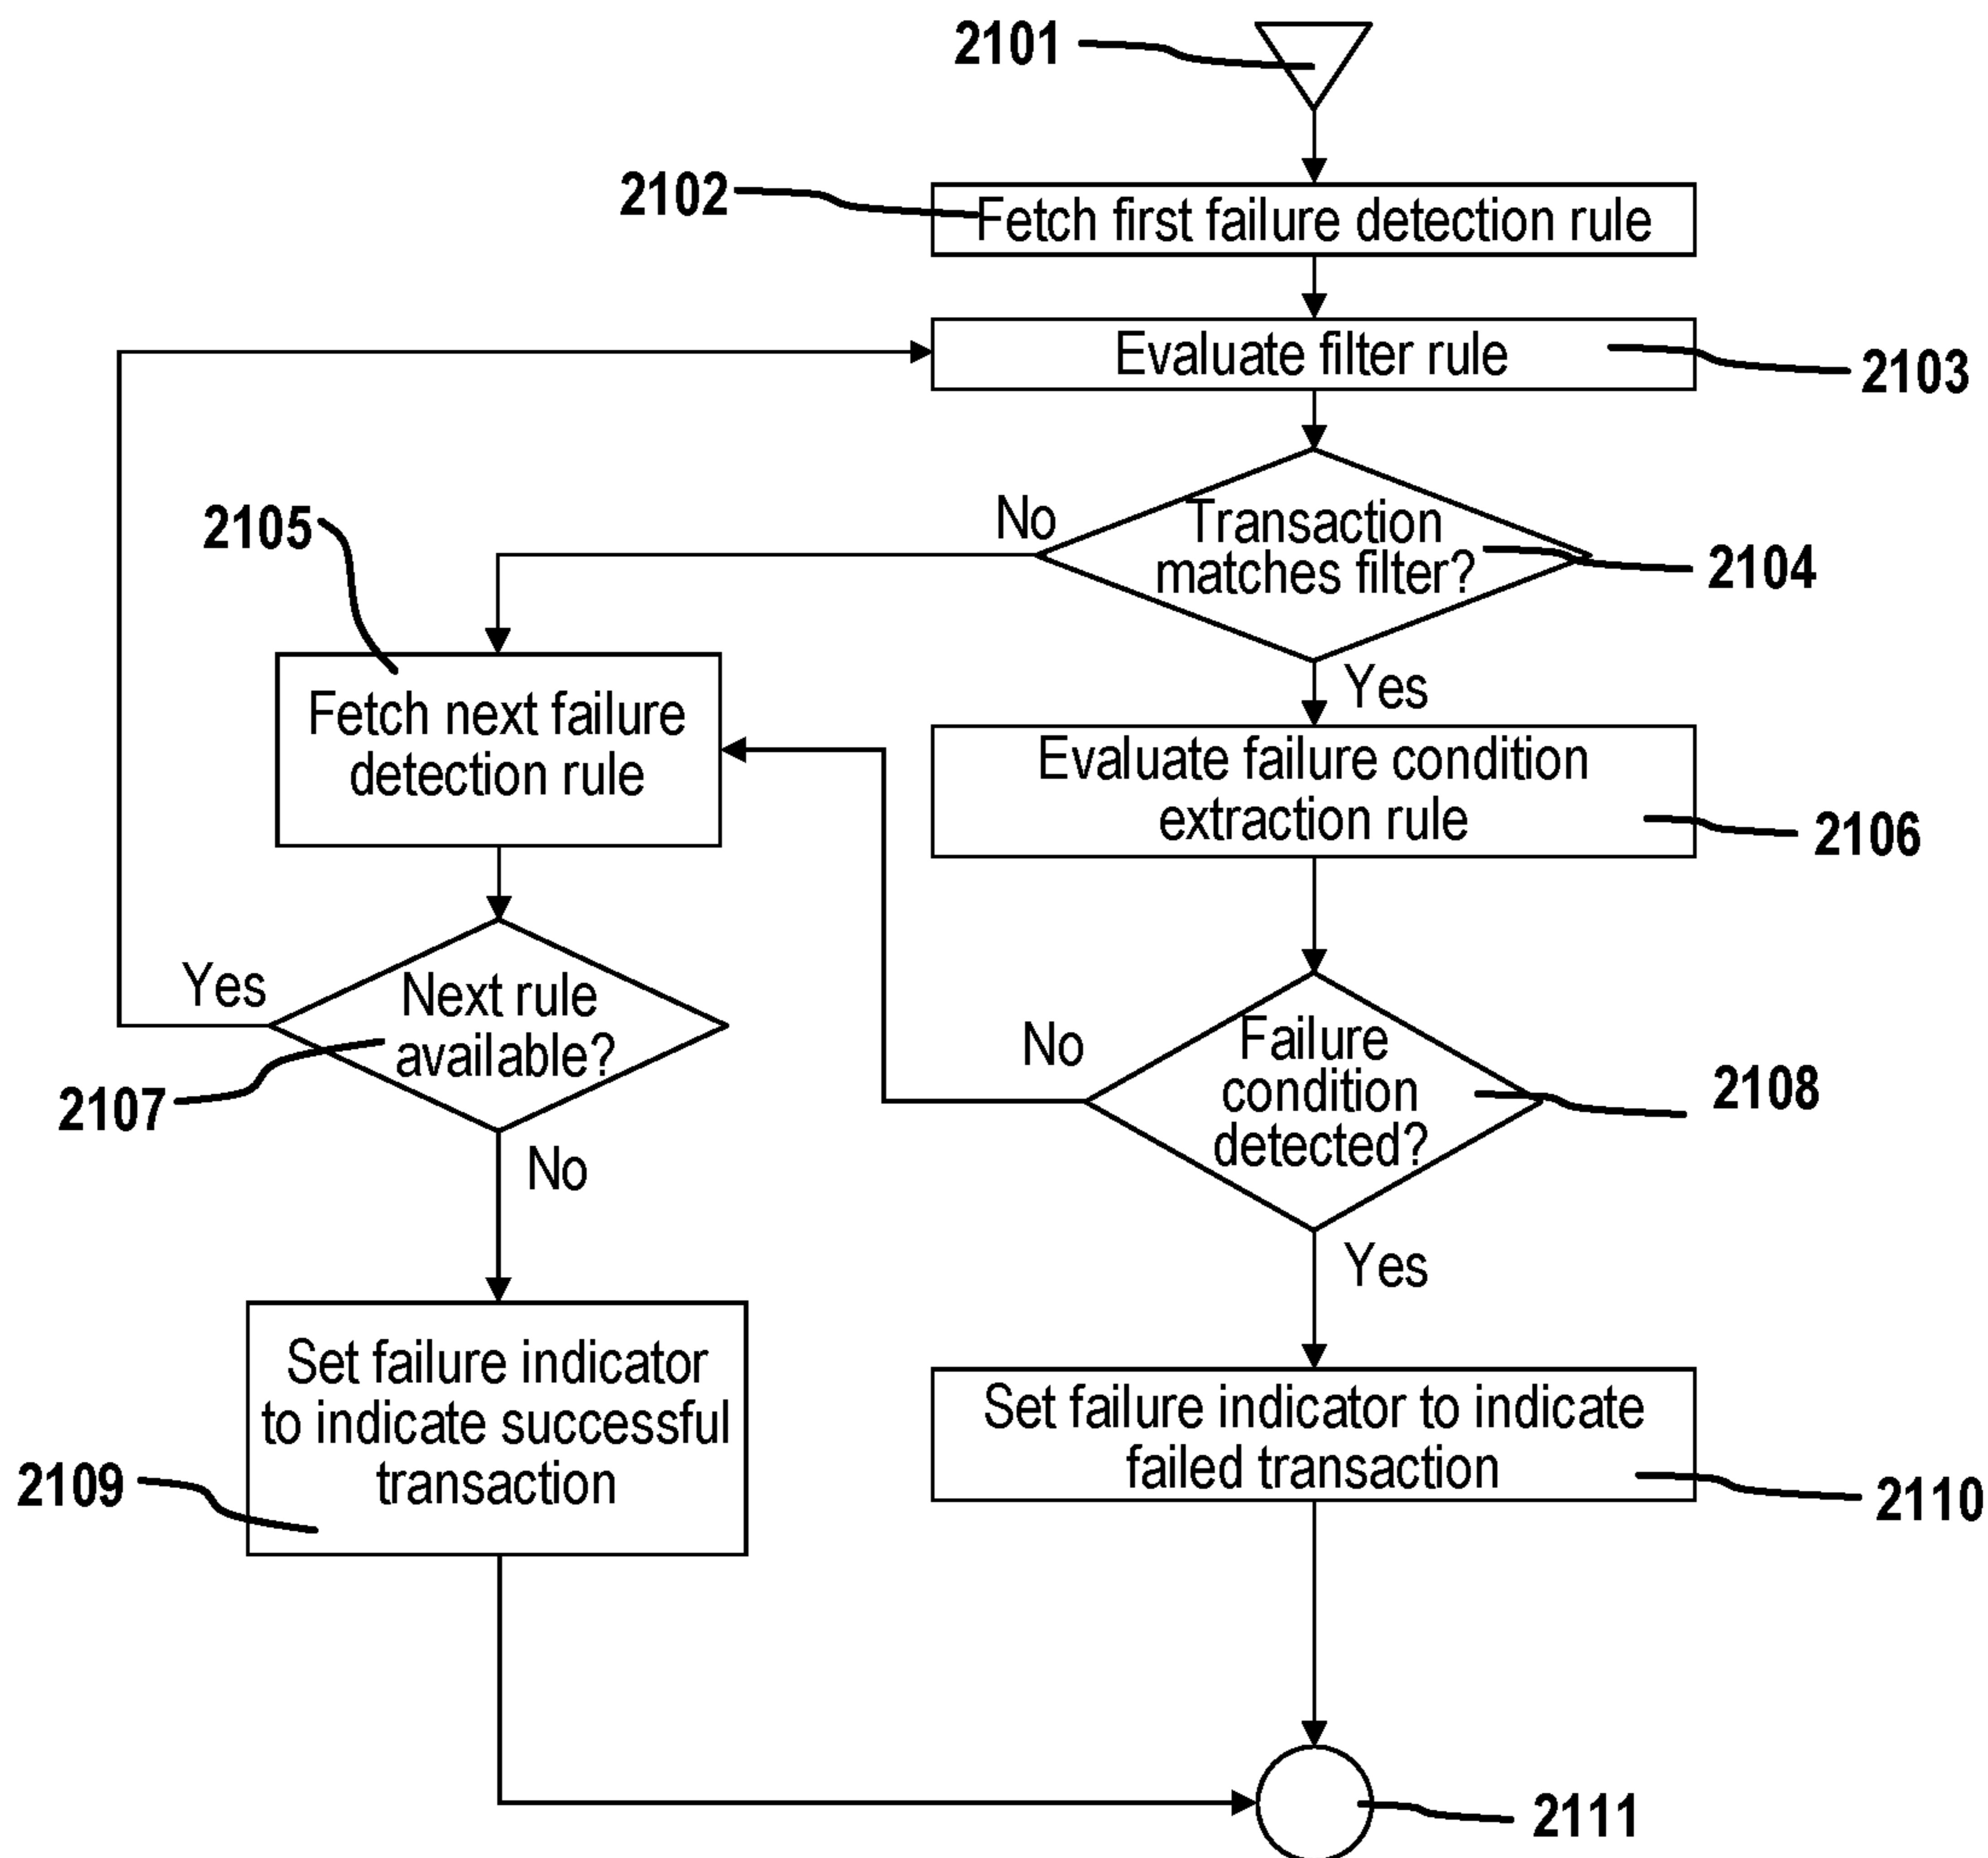 2101
2102
Fetch first failure detection rule
Evaluate filter rule
2103
No
Transaction
matches filter?
2104
2105
Yes
Fetch next failure
detection rule
Evaluate failure condition
extraction rule
2106
Yes
Next rule
available?
2107
No
Failure
condition
detected?
2108
No
Yes
Set failure indicator
to indicate successful
transaction
2109
Set failure indicator to indicate
failed transaction
2110
2111